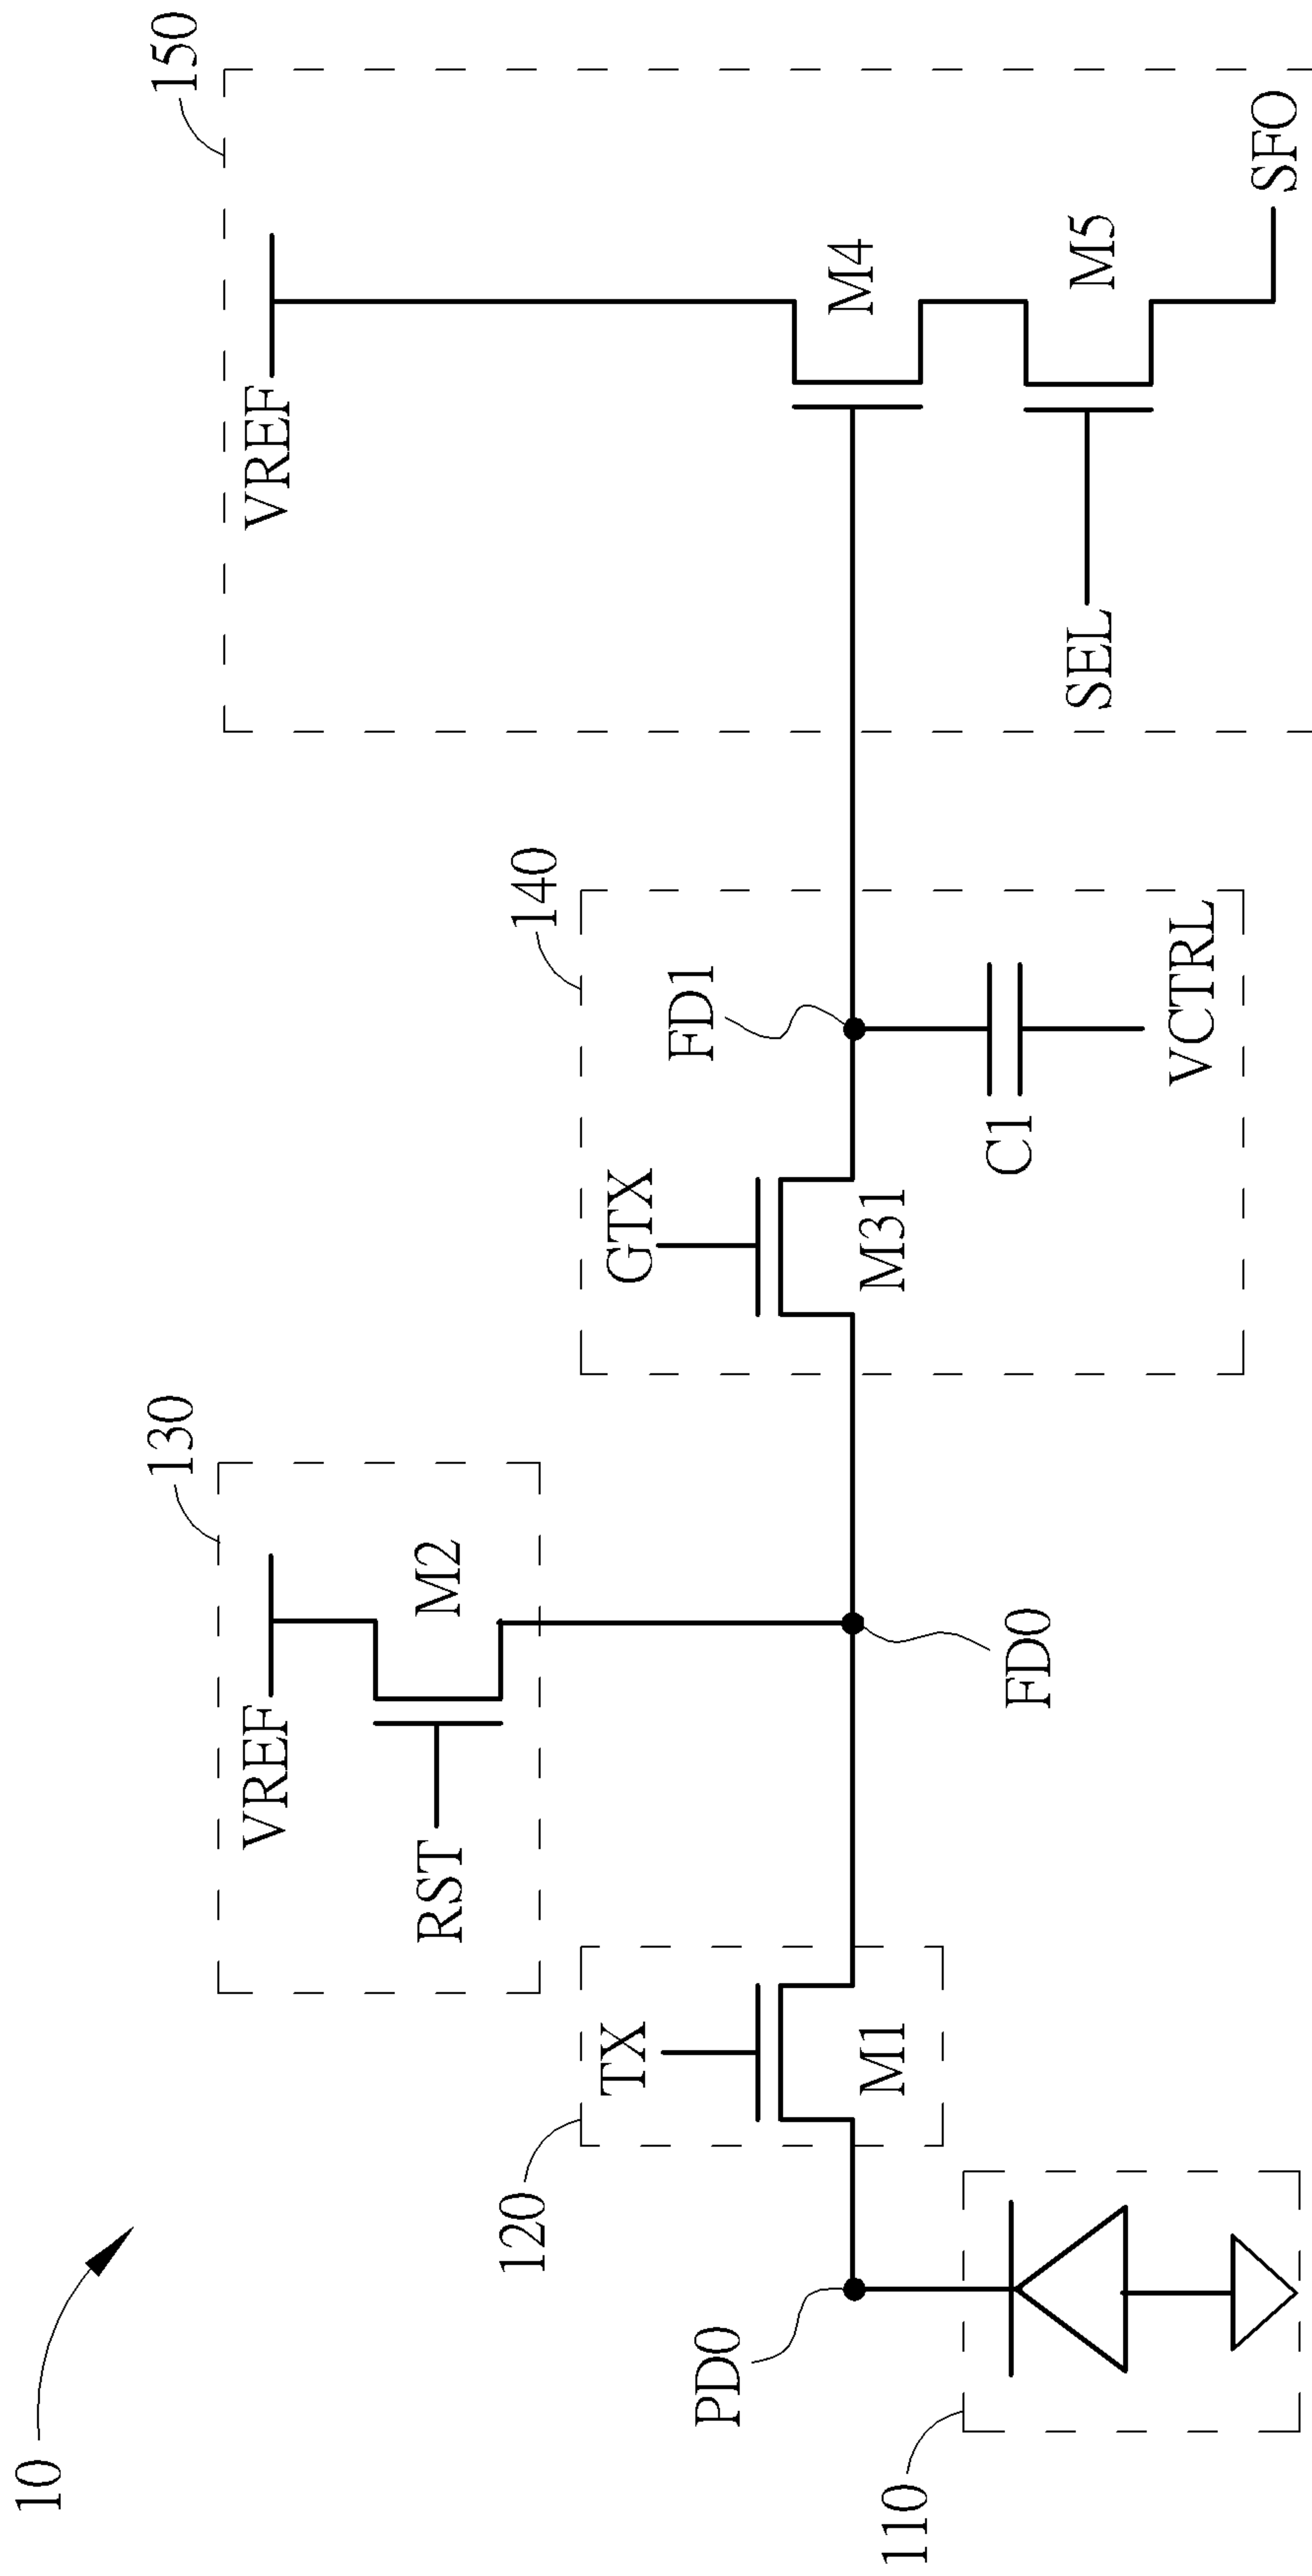 10
150
130
VREF
VREF
M2
RST
M4
140
120
TX
GTX
FD1
M1
M31
PD0
FD0
C1
M5
SEL
VCTRL
SFO
110